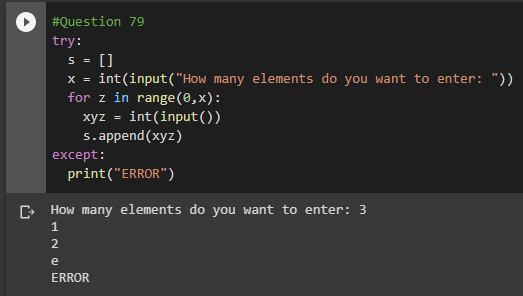 #Question 79
try:
  s = []
  x = int(input("How many elements do you want to enter: "))
  for z in range(0,x):
    xyz = int(input())
    s.append(xyz)
except:
  print("ERROR")
How many elements do you want to enter: 3
1
2
e
ERROR